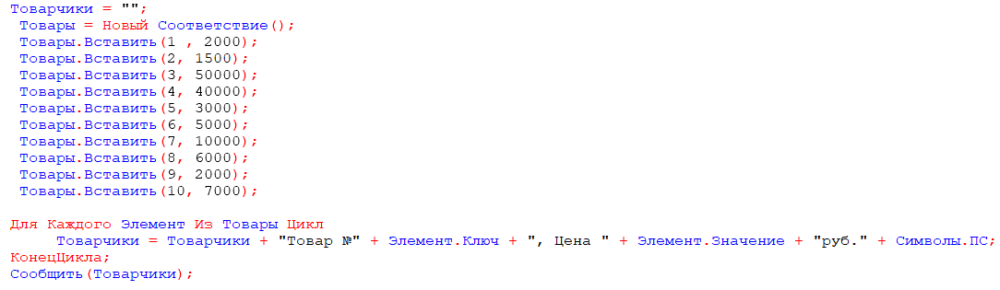 Товарчики = "";
Товары = Новый Соответствие();
Товары.Вставить(1 , 2000);
Товары.Вставить(2, 1500);
Товары.Вставить(3, 50000);
Товары.Вставить(4, 40000);
Товары.Вставить(5, 3000);
Товары.Вставить(6, 5000);
Товары.Вставить(7, 10000);
Товары.Вставить(8, 6000);
Товары.Вставить(9, 2000);
Товары.Вставить(10, 7000);
Для Каждого Элемент Из Товары Цикл
Товарчики = Товарчики + "Товар №" + Элемент.Ключ + ", Цена " + Элемент.Значение + "руб." + Символы.ПС;
КонецЦикла;
Сообщить(Товарчики);